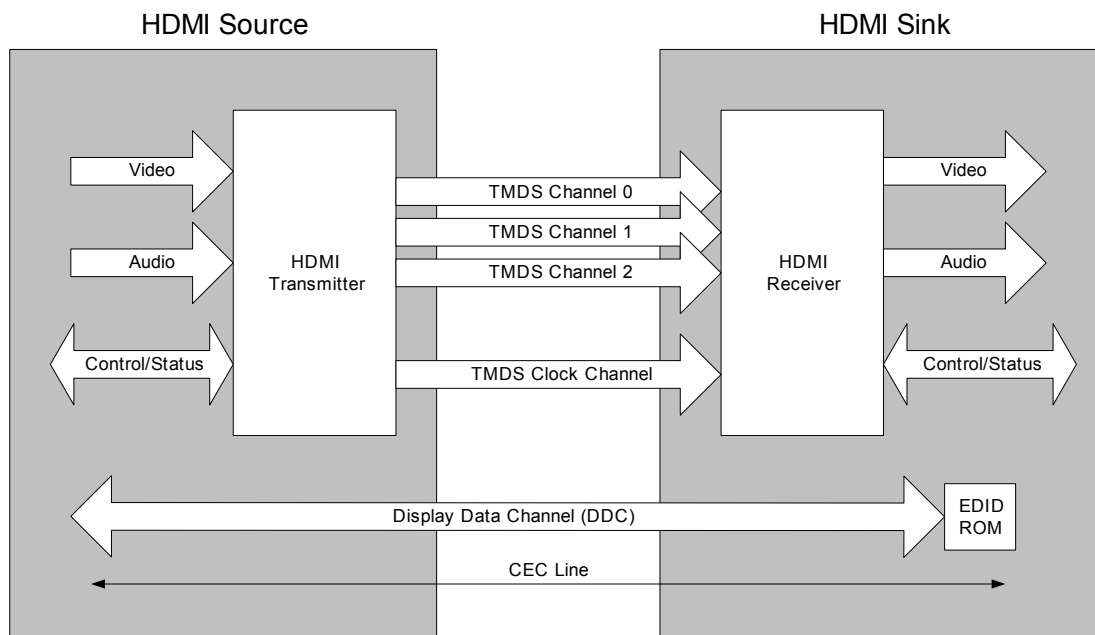 HDMI Source
HDMI Sink
Video
Audio
Control/Status
HDMI
Transmitter
TMDS Channel 0
TMDS Channel 1
TMDS Channel 2
TMDS Clock Channel
HDMI
Receiver
Video
Audio
Control/Status
Display Data Channel (DDC)
EDID
ROM
CEC Line